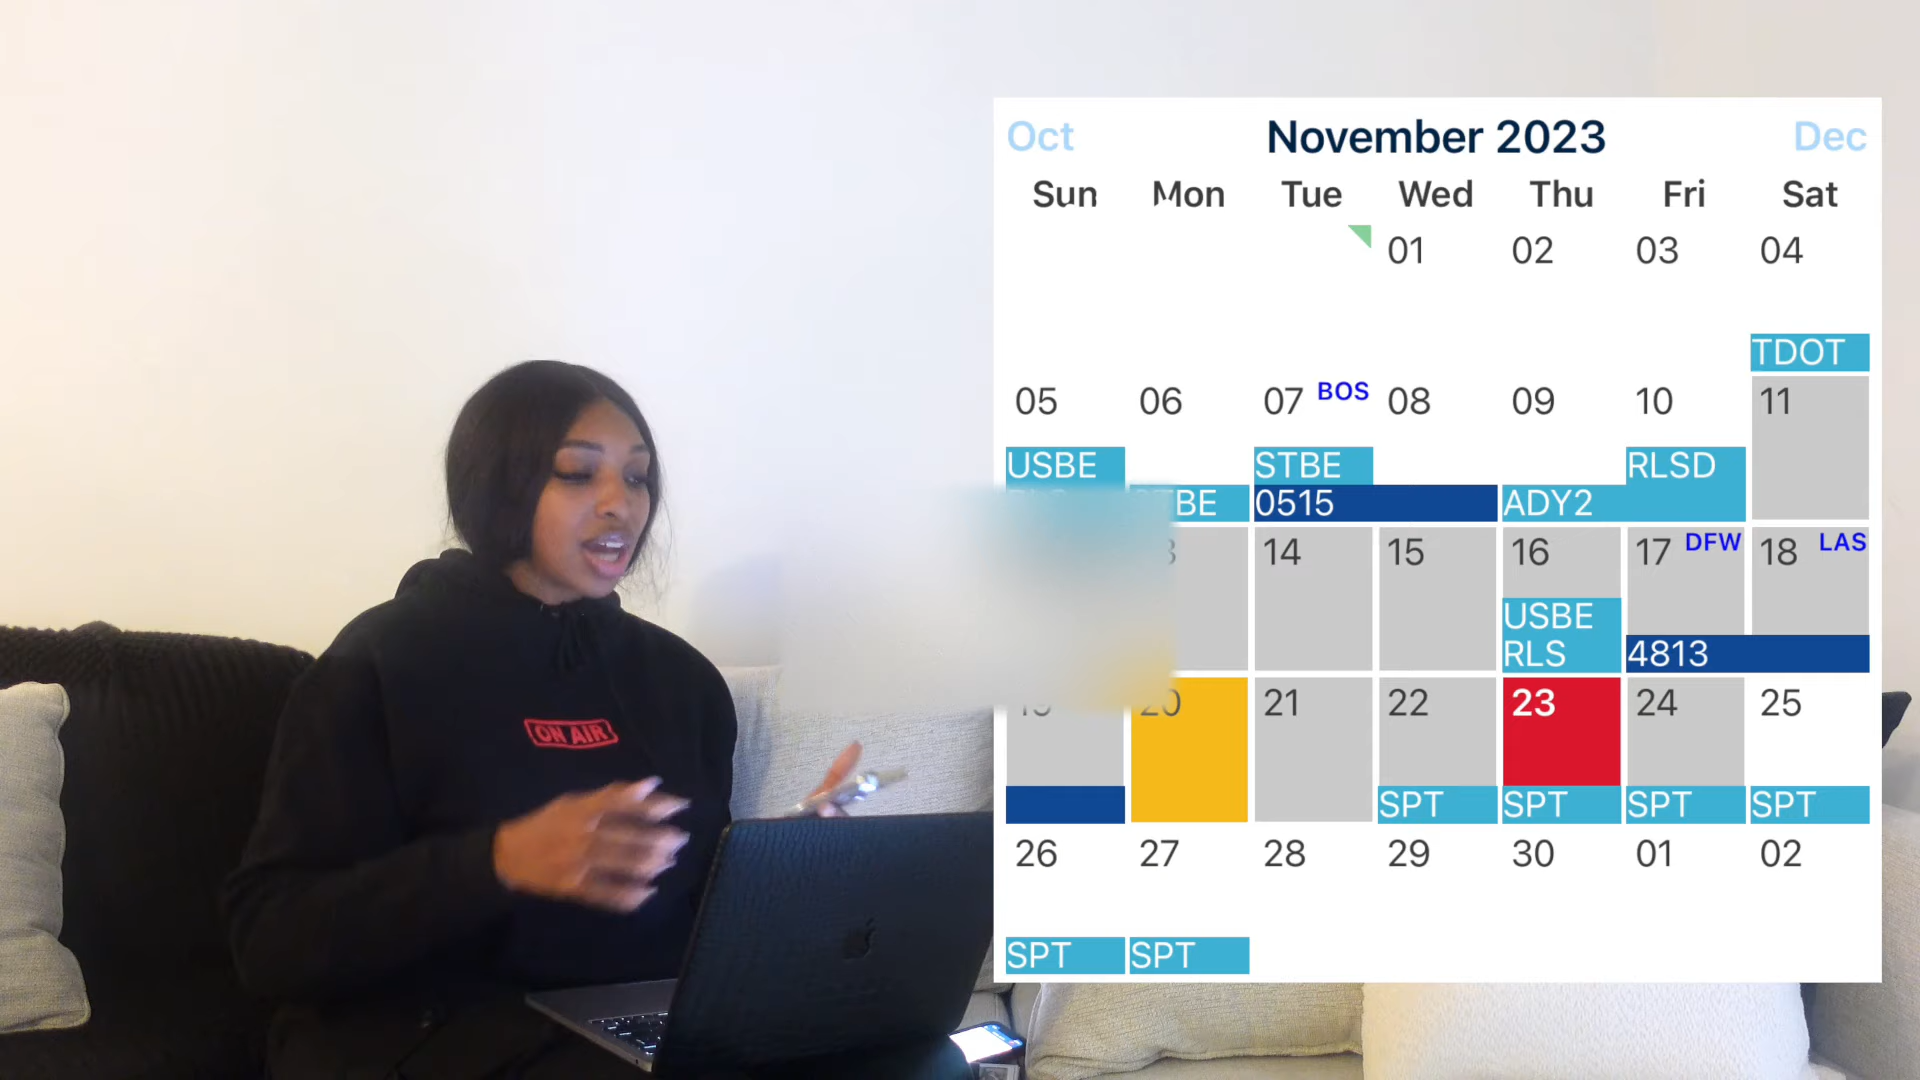 Oct November 2023 Dec
Sun Mon Tue Wed Thu Fri Sat
01 02 03 04
TDOT
05 06 07 BOS 08 09 10 11
USBE STBE RLSD
0515 ADY2
14 15 16 17 DFW 18 LAS
USBE
RLS 4813
20 21 22 23 24 25
SPT SPT SPT SPT
26 27 28 29 30 01 02
SPT SPT
ON AIR